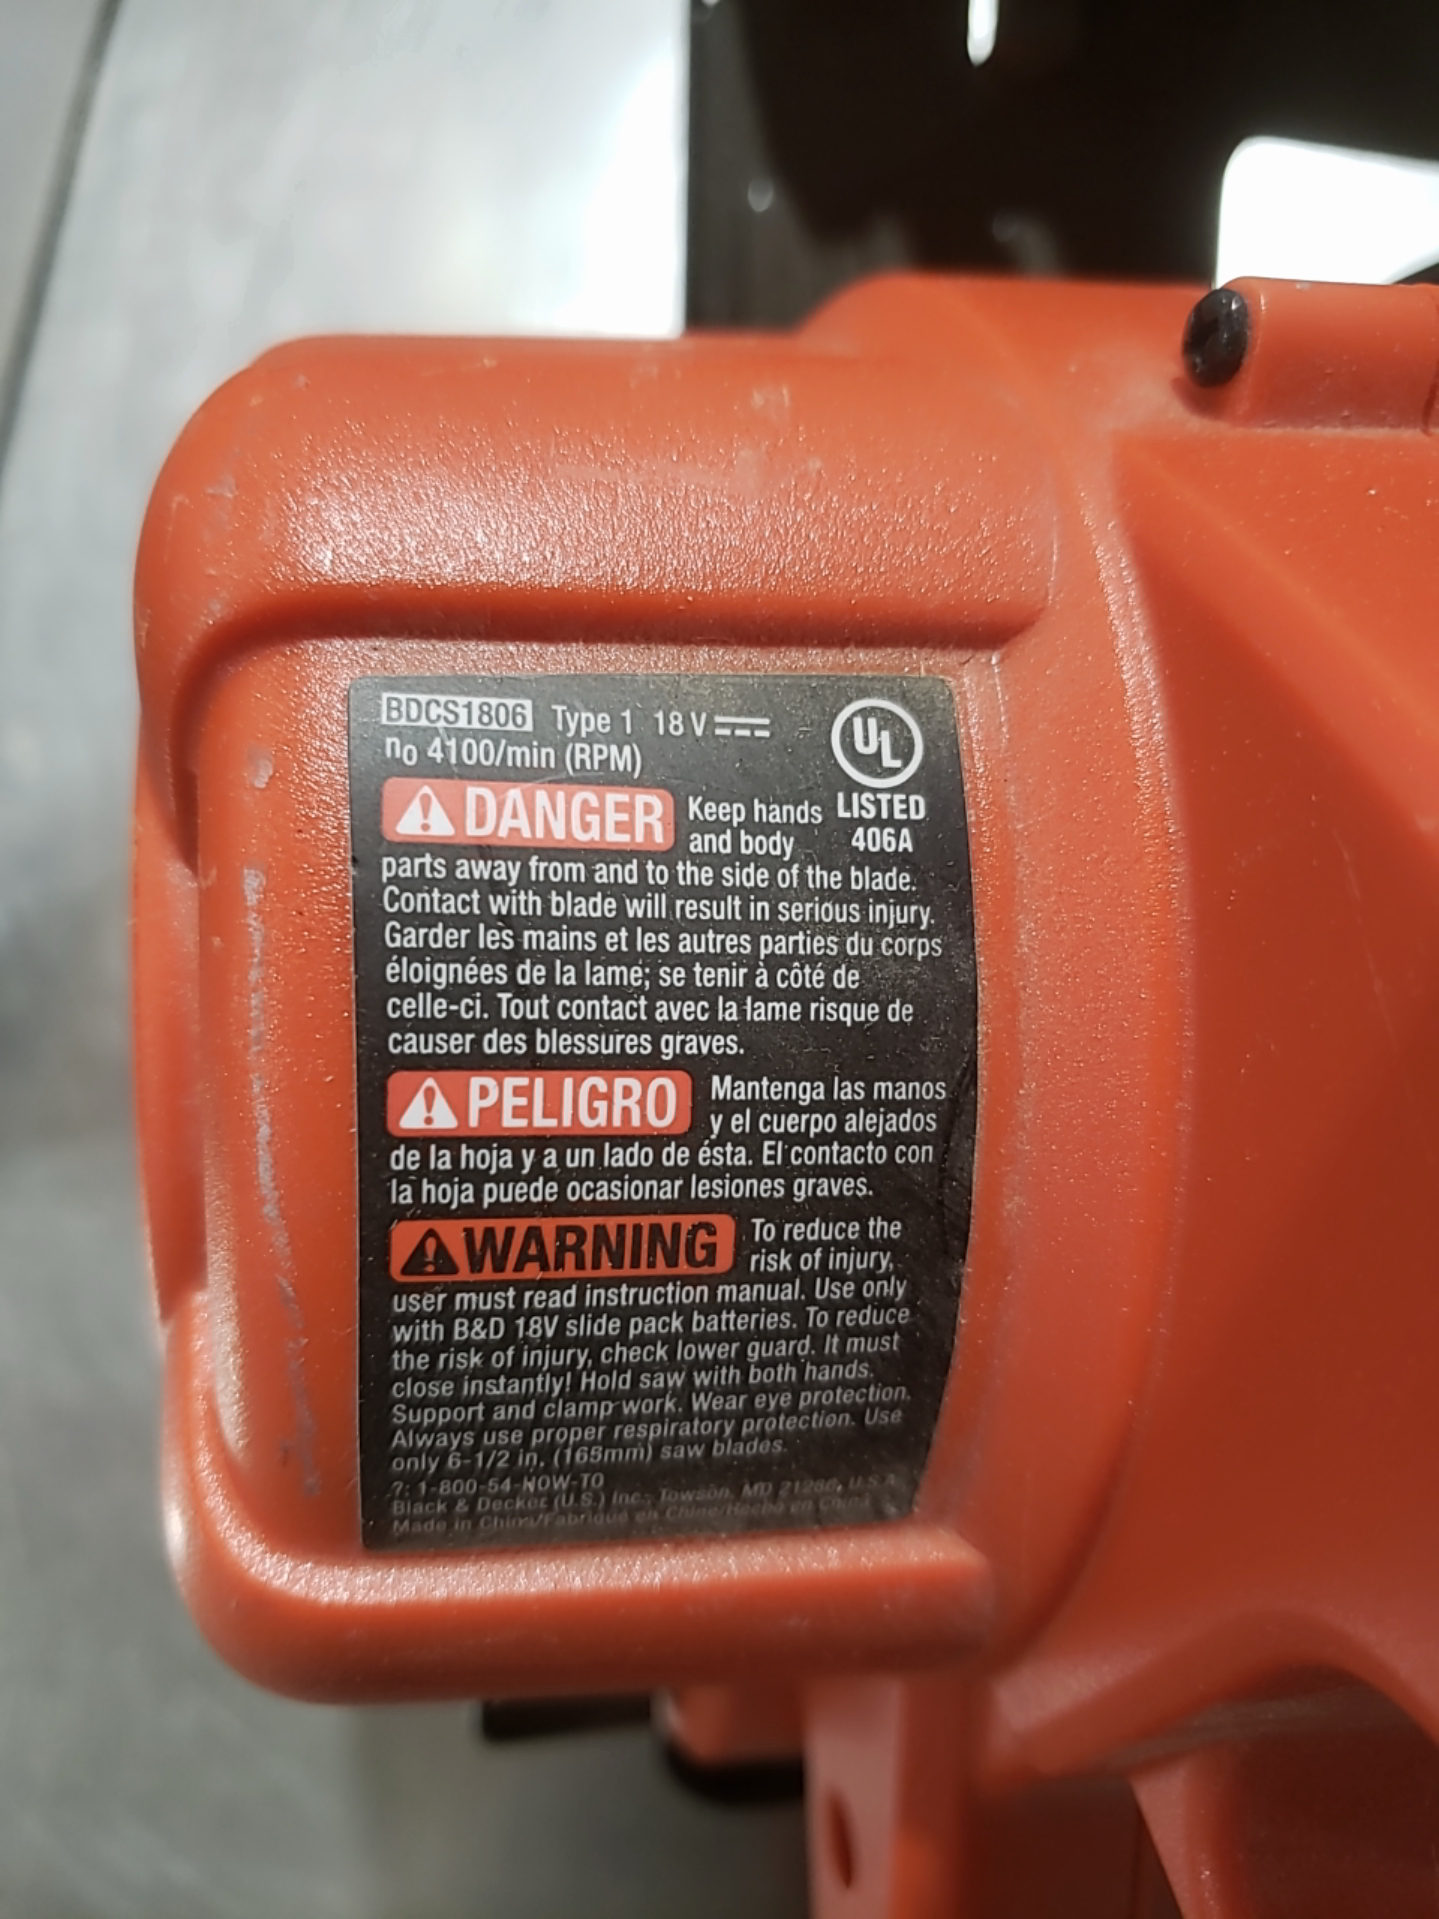 BDCS1806 Type 1 18 V
no 4100/min (RPM)
UL
LISTED
406A
DANGER Keep hands
and body
parts away from and to the side of the blade.
Contact with blade will result in serious injury.
Garder les mains et les autres parties du corps
éloignées de la lame; se tenir à côté de
celle-ci. Tout contact avec la lame risque de
causer des blessures graves.
PELIGRO Mantenga las manos
y el cuerpo alejados
de la hoja y a un lado de ésta. El contacto con
la hoja puede ocasionar lesiones graves.
WARNING To reduce the
risk of injury,
user must read instruction manual. Use only
with B&D 18V slide pack batteries. To reduce
the risk of injury, check lower guard. It must
close instantly! Hold saw with both hands.
Support and clamp work. Wear eye protection.
Always use proper respiratory protection. Use
only 6-1/2 in. (165mm) saw blades.
?: 1-800-54-HOW-TO
Black & Decker (U.S.) Inc., Towson, MD 21286, U.S.A
Made in China/Fabriqué en Chine/Hecho en China